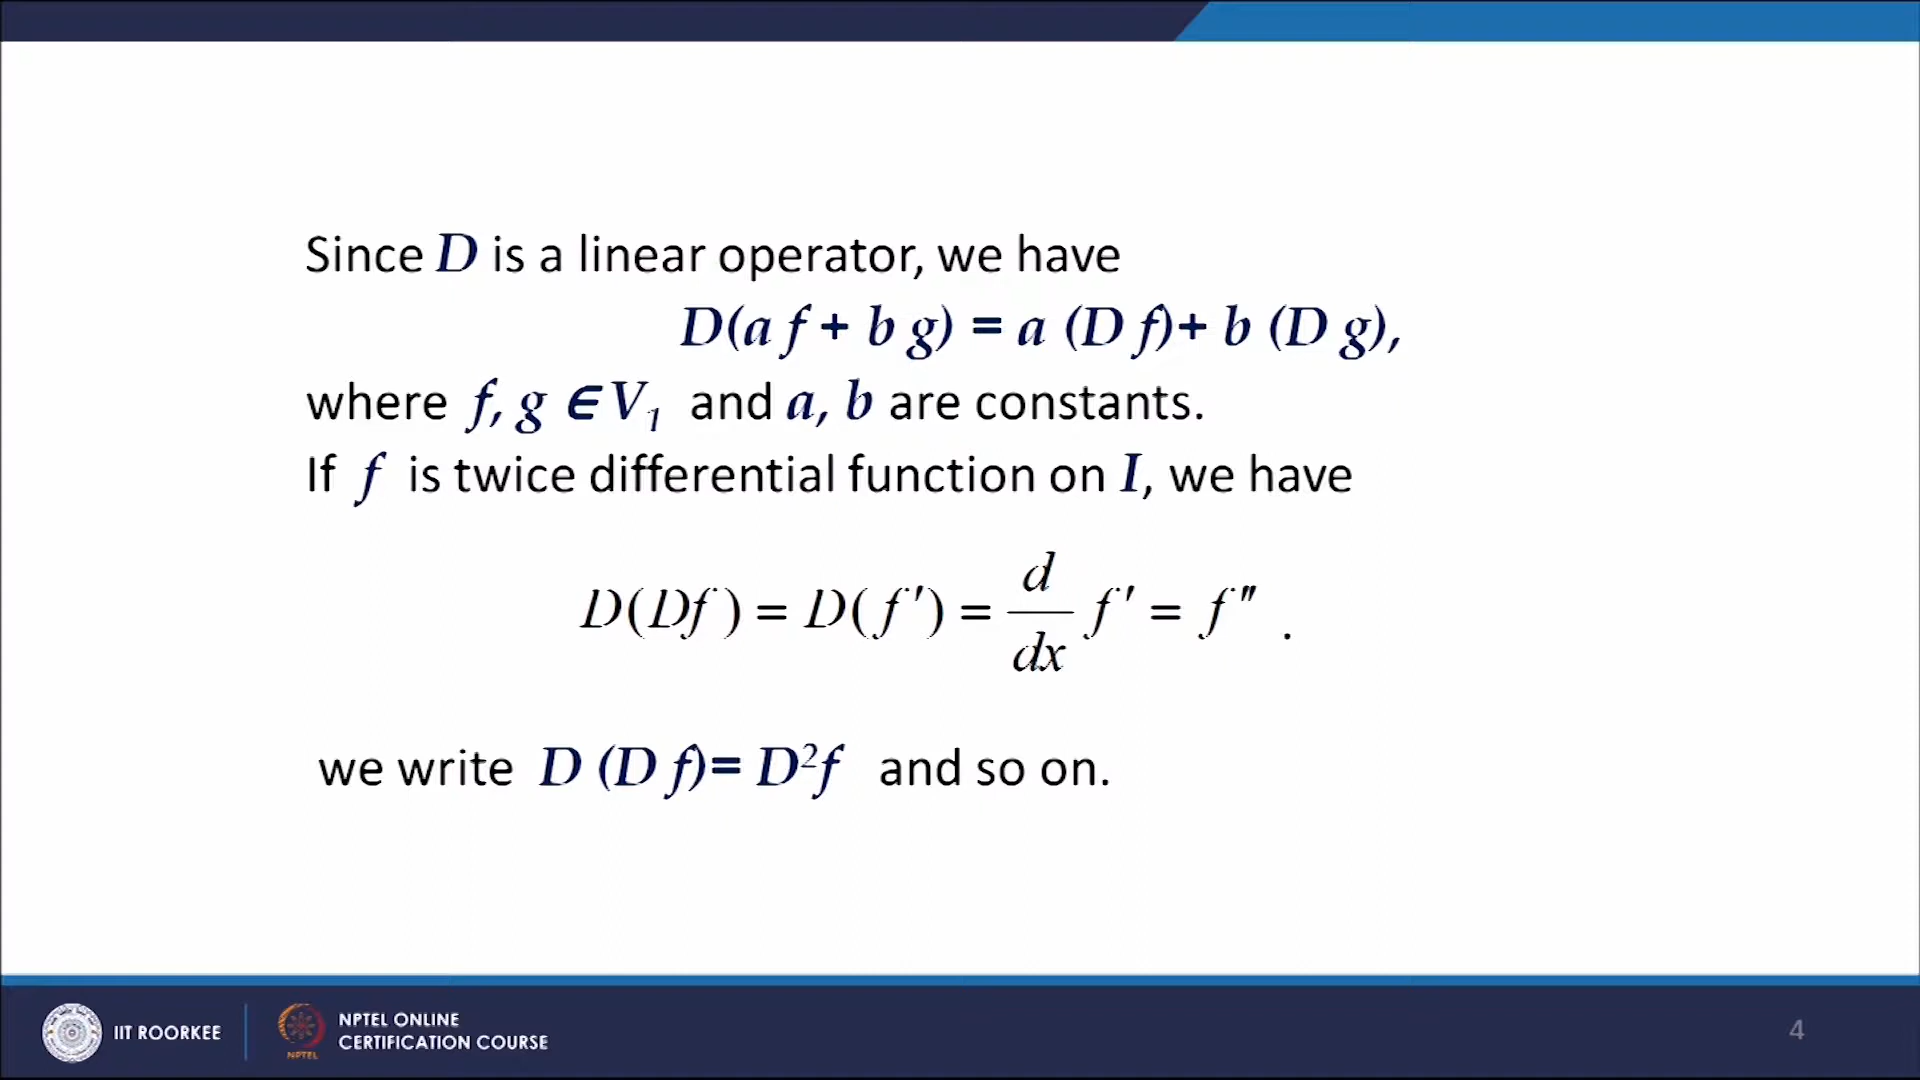 Since D is a linear operator, we have
D(a f + b g) = a (D f)+ b (D g),
where f, g ∈ V₁ and a, b are constants.
If f is twice differential function on I, we have
D(Df) = D(f′) = d/dx f′ = f″ .
we write D (D f)= D²f and so on.
IIT ROORKEE
NPTEL
NPTEL ONLINE
CERTIFICATION COURSE
4